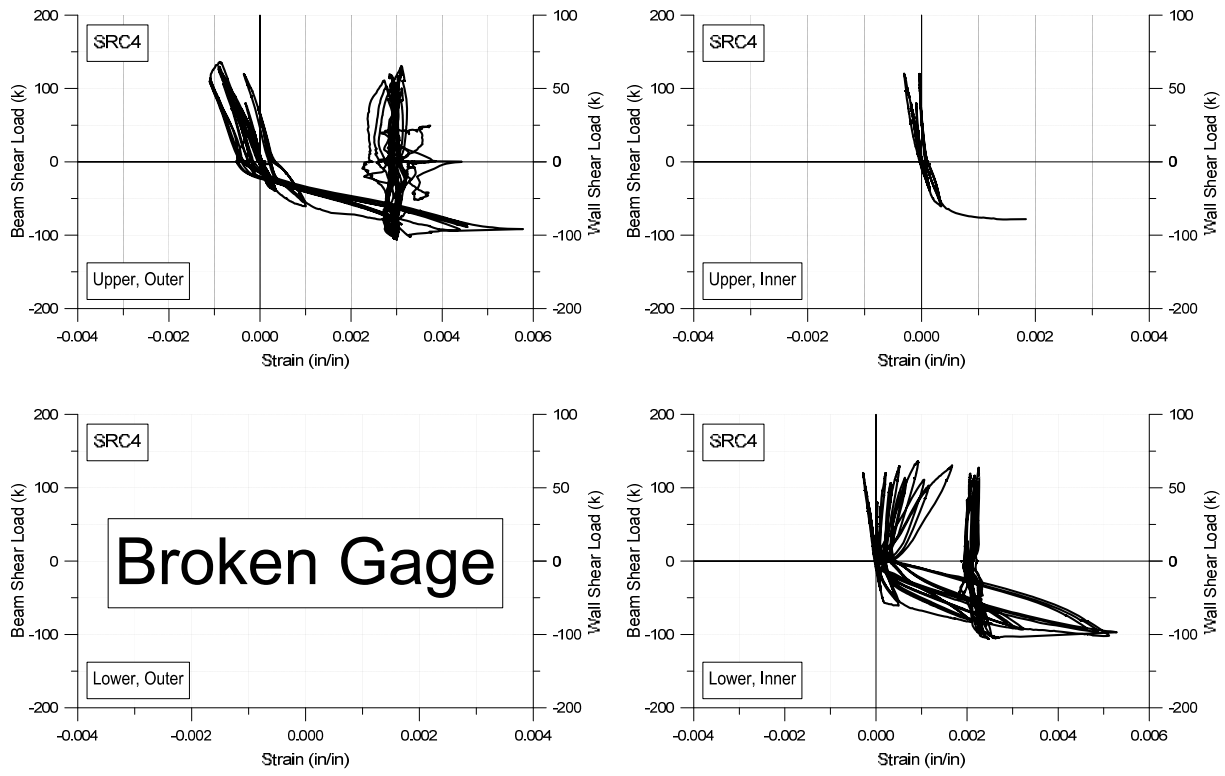 200
100
0
-100
-200
Beam Shear Load (k)
SRC4
Upper, Outer
100
50
0
-100
-200
Wall Shear Load (k)
-0.004 -0.002 0.000 0.002 0.004 0.006
Strain (in/in)
200
100
0
-100
-200
Beam Shear Load (k)
SRC4
Upper, Inner
100
50
0
-100
-200
Wall Shear Load (k)
-0.004 -0.002 0.000 0.002 0.004
Strain (in/in)
200
100
0
-100
-200
Beam Shear Load (k)
SRC4
Broken Gage
Lower, Outer
100
50
0
-100
-200
Wall Shear Load (k)
-0.004 -0.002 0.000 0.002 0.004
Strain (in/in)
200
100
0
-100
-200
Beam Shear Load (k)
SRC4
Lower, Inner
100
50
0
-100
-200
Wall Shear Load (k)
-0.004 -0.002 0.000 0.002 0.004 0.006
Strain (in/in)